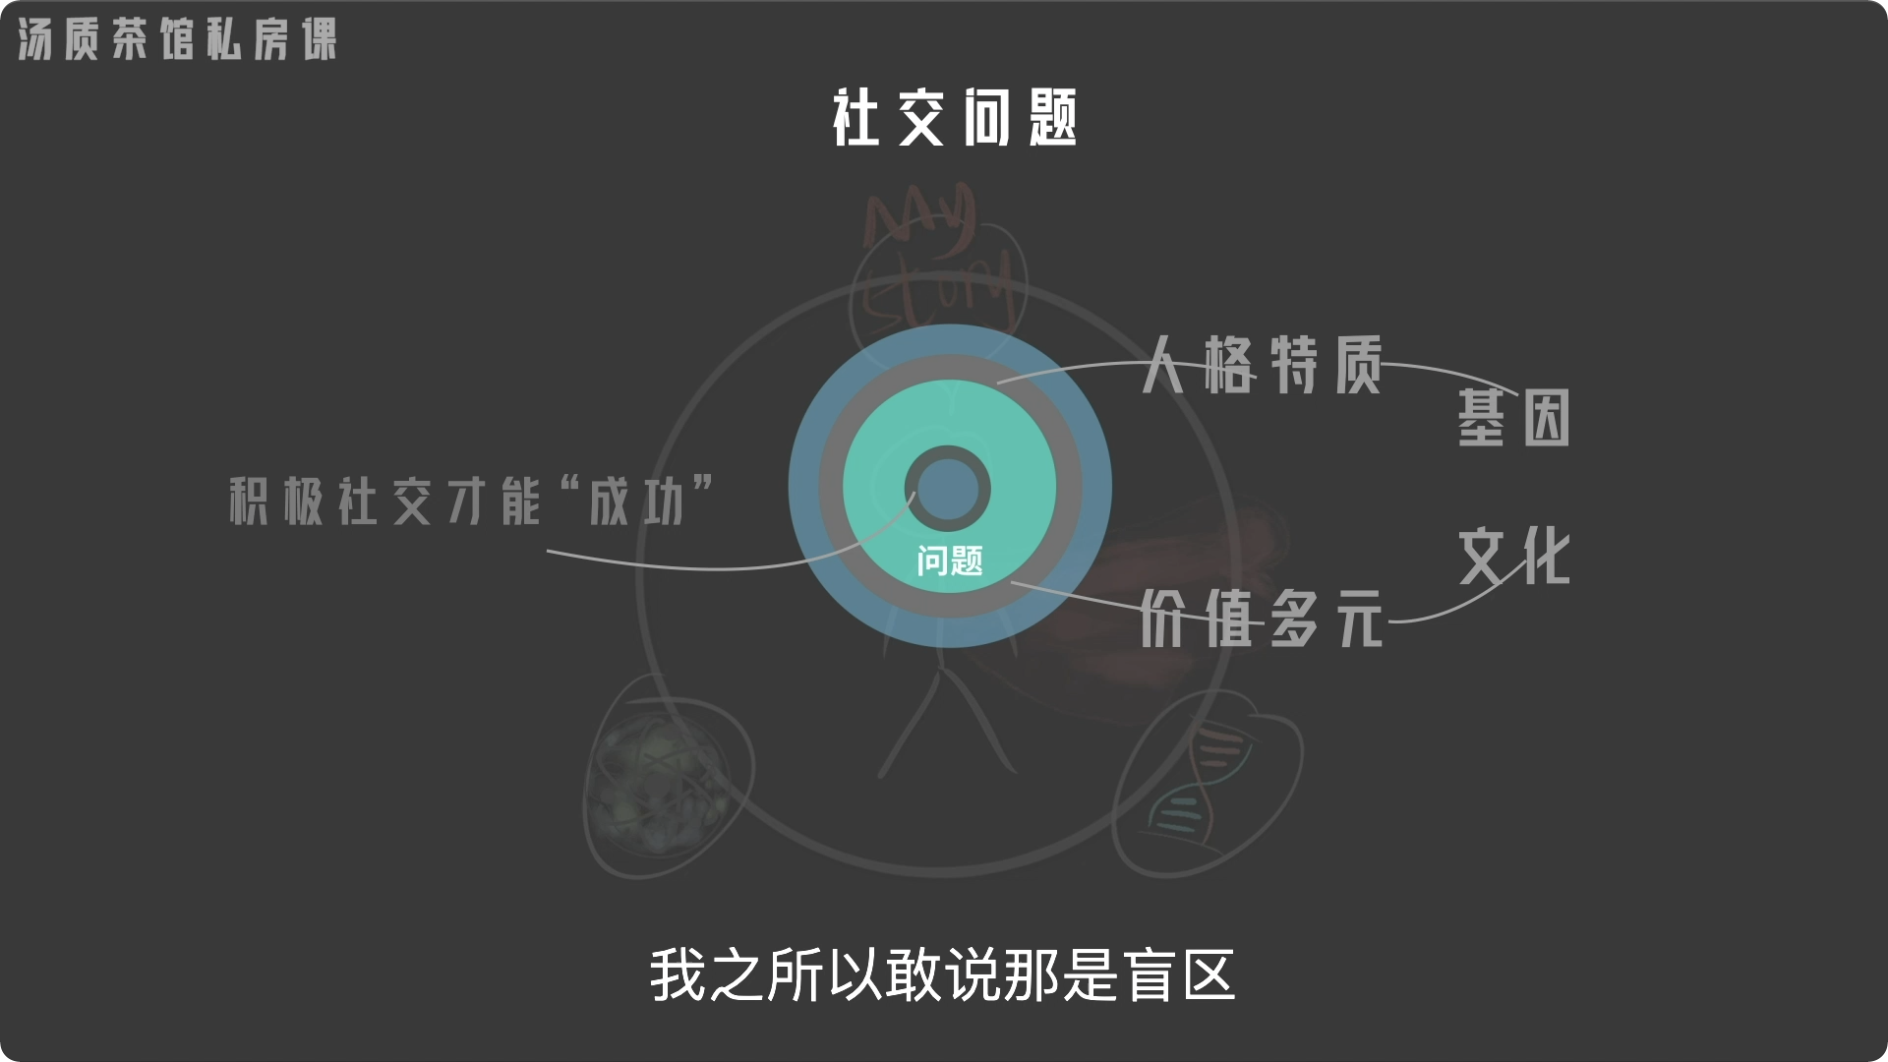 汤质茶馆私房课
社交问题
My
story
人格特质
基因
积极社交才能“成功”
文化
问题
价值多元
我之所以敢说那是盲区